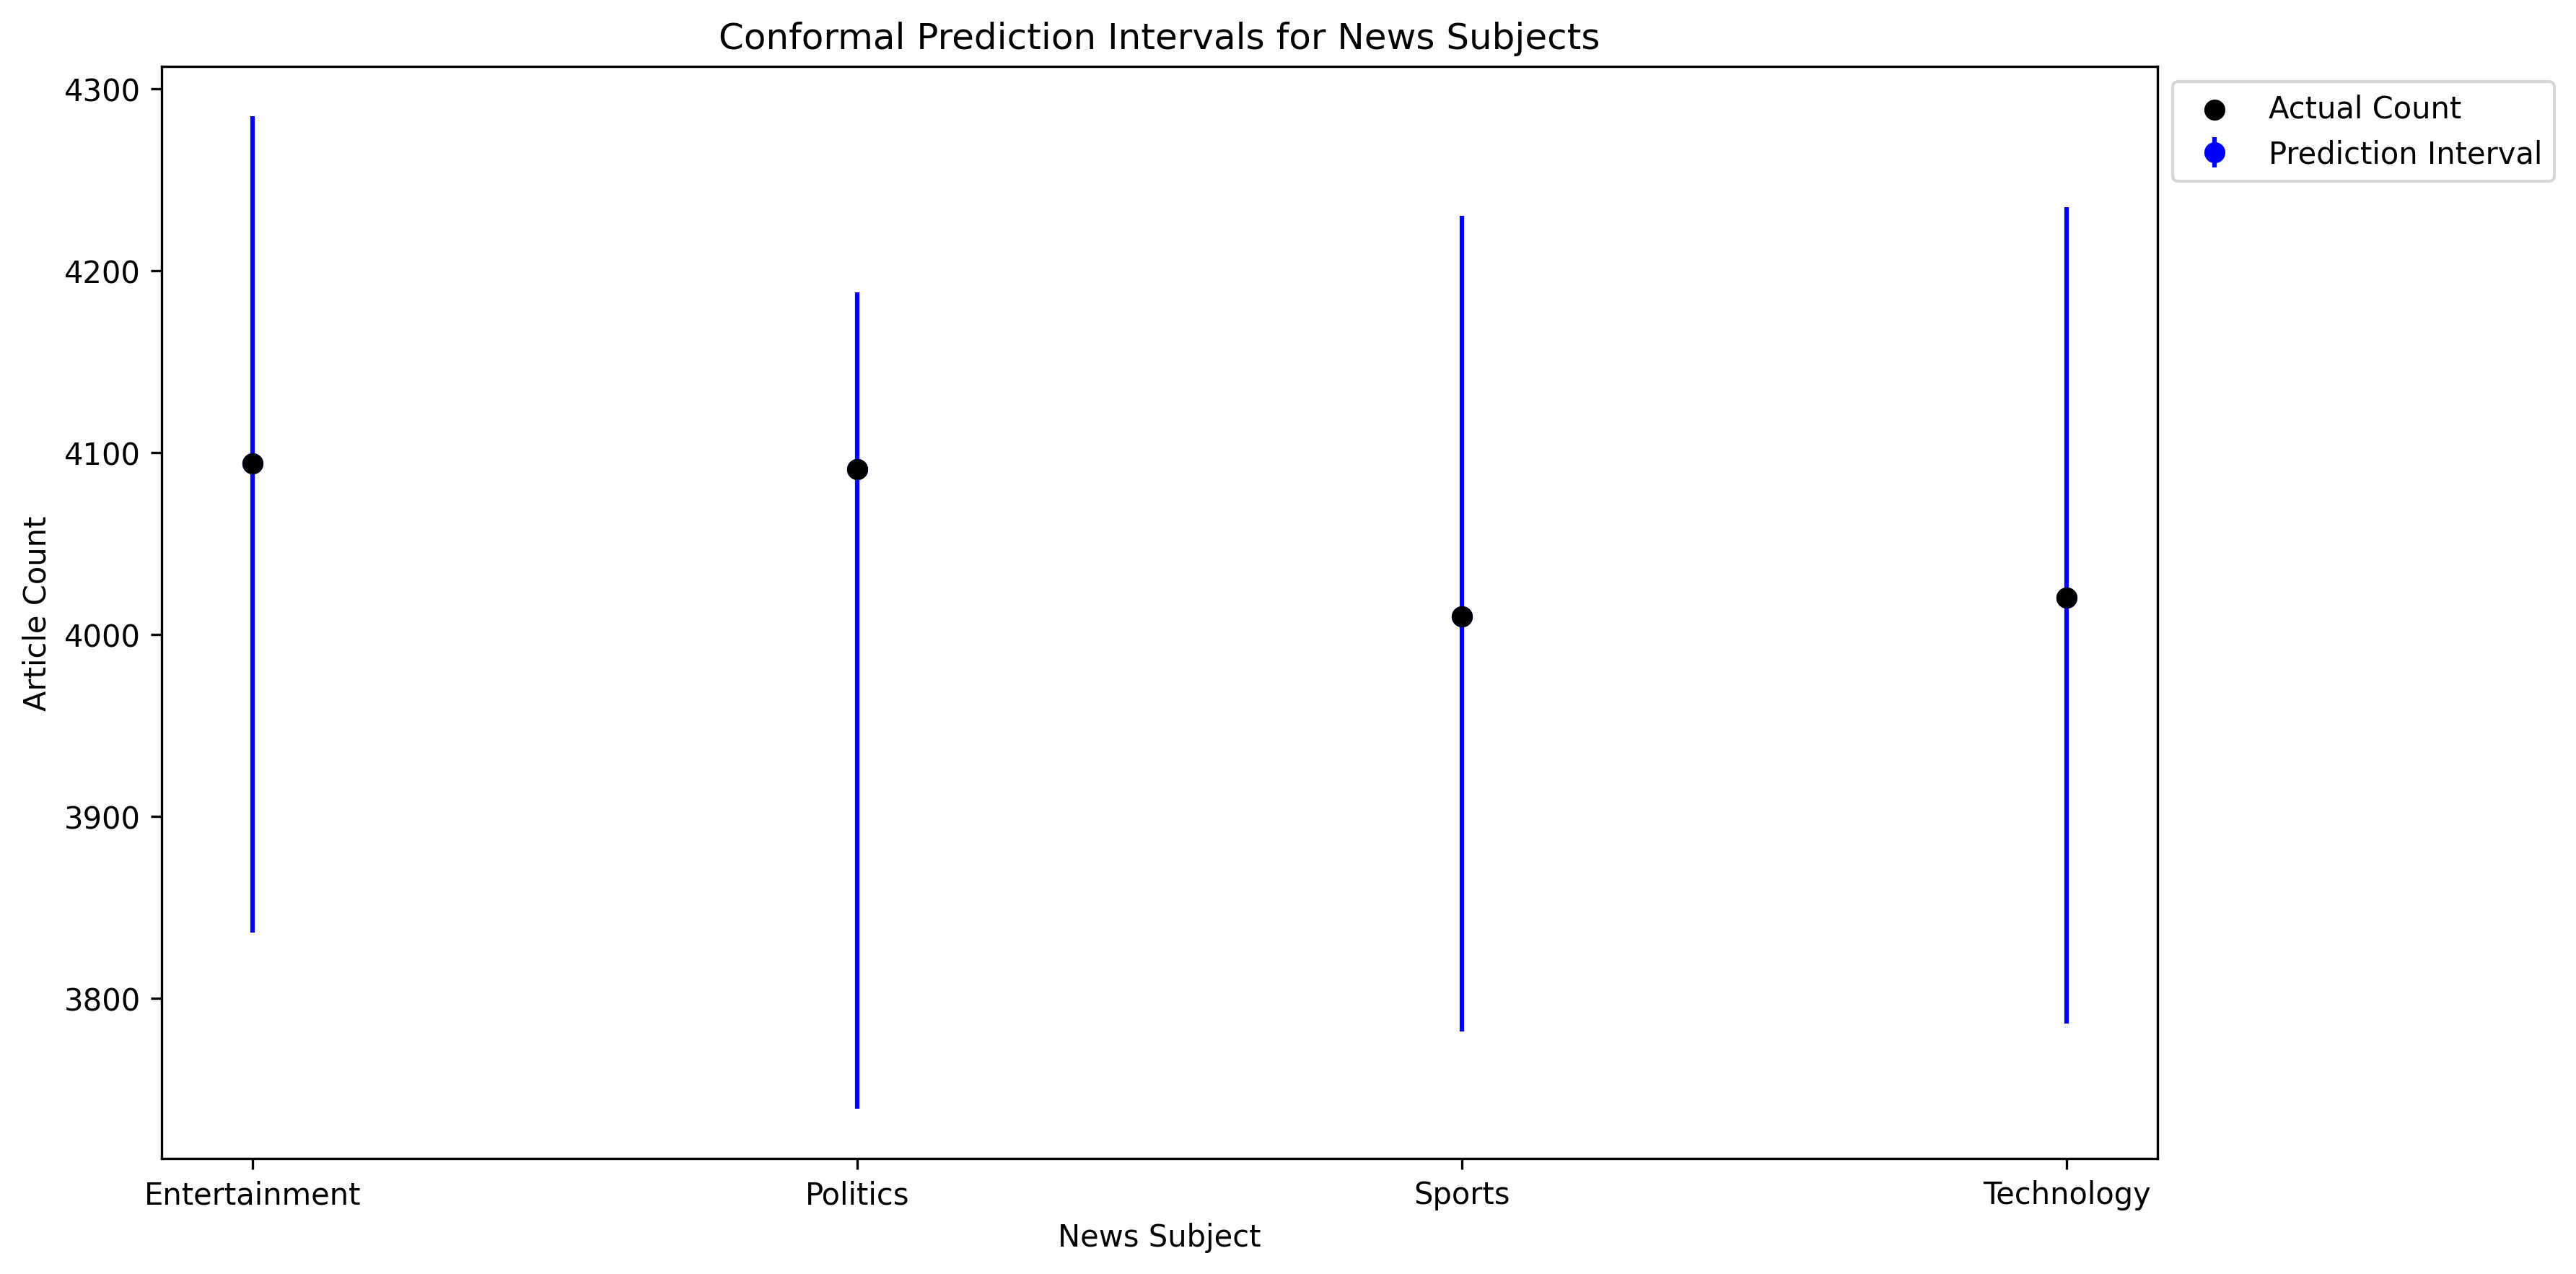 Conformal Prediction Intervals for News Subjects
4300
4200
4100
4000
3900
3800
Article Count
Entertainment
Politics
Sports
Technology
News Subject
Actual Count
Prediction Interval